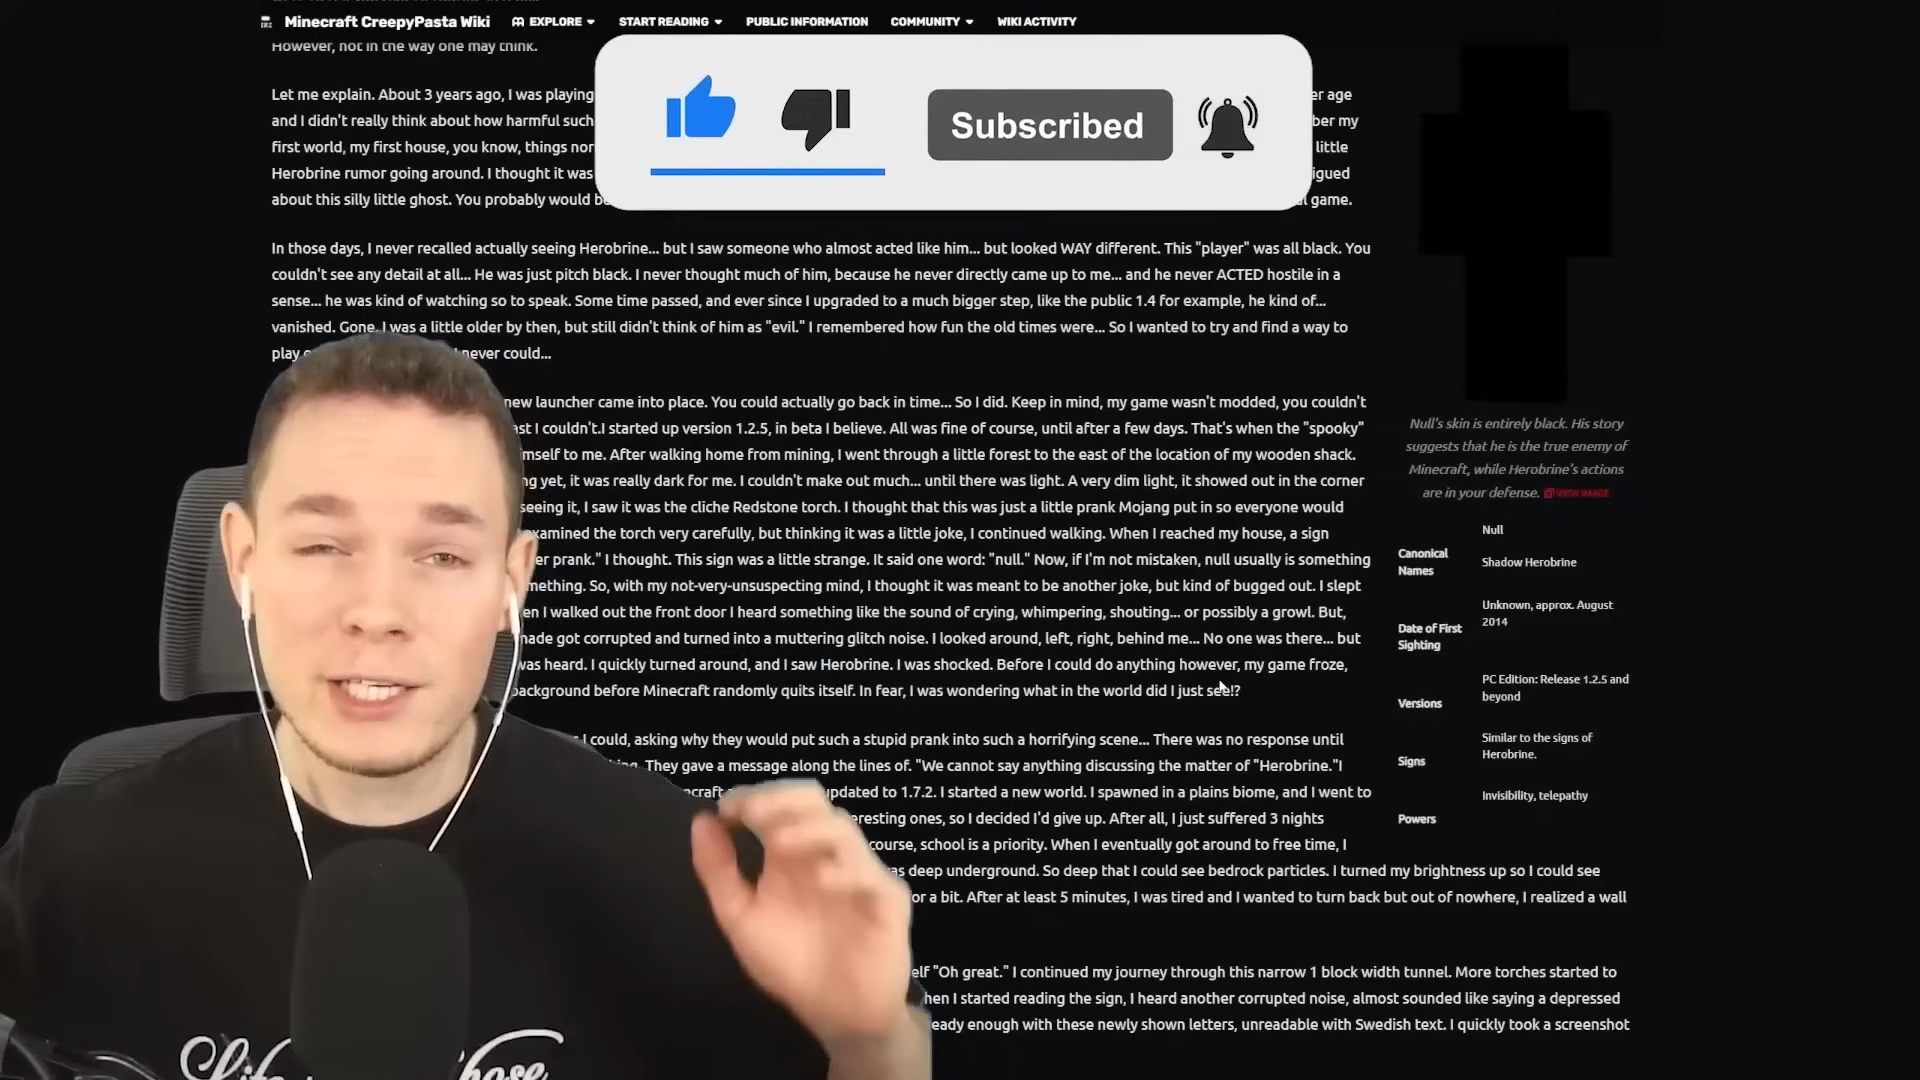 Minecraft CreepyPasta Wiki EXPLORE START READING PUBLIC INFORMATION COMMUNITY WIKI ACTIVITY
However, not in the way one may think.
Let me explain. About 3 years ago, I was playing
er age
and I didn't really think about how harmful such
ber my
first world, my first house, you know, things nor
little
Herobrine rumor going around. I thought it was
igued
about this silly little ghost. You probably would be
al game.
Subscribed
In those days, I never recalled actually seeing Herobrine... but I saw someone who almost acted like him... but looked WAY different. This "player" was all black. You
couldn't see any detail at all... He was just pitch black. I never thought much of him, because he never directly came up to me... and he never ACTED hostile in a
sense... he was kind of watching so to speak. Some time passed, and ever since I upgraded to a much bigger step, like the public 1.4 for example, he kind of...
vanished. Gone. I was a little older by then, but still didn't think of him as "evil." I remembered how fun the old times were... So I wanted to try and find a way to
play
never could...
new launcher came into place. You could actually go back in time... So I did. Keep in mind, my game wasn't modded, you couldn't
ast I couldn't.I started up version 1.2.5, in beta I believe. All was fine of course, until after a few days. That's when the "spooky"
imself to me. After walking home from mining, I went through a little forest to the east of the location of my wooden shack.
ng yet, it was really dark for me. I couldn't make out much... until there was light. A very dim light, it showed out in the corner
seeing it, I saw it was the cliche Redstone torch. I thought that this was just a little prank Mojang put in so everyone would
examined the torch very carefully, but thinking it was a little joke, I continued walking. When I reached my house, a sign
er prank." I thought. This sign was a little strange. It said one word: "null." Now, if I'm not mistaken, null usually is something
mething. So, with my not-very-unsuspecting mind, I thought it was meant to be another joke, but kind of bugged out. I slept
en I walked out the front door I heard something like the sound of crying, whimpering, shouting... or possibly a growl. But,
made got corrupted and turned into a muttering glitch noise. I looked around, left, right, behind me... No one was there... but
was heard. I quickly turned around, and I saw Herobrine. I was shocked. Before I could do anything however, my game froze,
background before Minecraft randomly quits itself. In fear, I was wondering what in the world did I just see!?
I could, asking why they would put such a stupid prank into such a horrifying scene... There was no response until
hing. They gave a message along the lines of. "We cannot say anything discussing the matter of "Herobrine."I
necraft
updated to 1.7.2. I started a new world. I spawned in a plains biome, and I went to
eresting ones, so I decided I'd give up. After all, I just suffered 3 nights
course, school is a priority. When I eventually got around to free time, I
as deep underground. So deep that I could see bedrock particles. I turned my brightness up so I could see
or a bit. After at least 5 minutes, I was tired and I wanted to turn back but out of nowhere, I realized a wall
elf "Oh great." I continued my journey through this narrow 1 block width tunnel. More torches started to
hen I started reading the sign, I heard another corrupted noise, almost sounded like saying a depressed
eady enough with these newly shown letters, unreadable with Swedish text. I quickly took a screenshot
Null's skin is entirely black. His story
suggests that he is the true enemy of
Minecraft, while Herobrine's actions
are in your defense. VIEW IMAGE
Null
Canonical
Names
Shadow Herobrine
Unknown, approx. August
2014
Date of First
Sighting
PC Edition: Release 1.2.5 and
beyond
Versions
Similar to the signs of
Herobrine.
Signs
Invisibility, telepathy
Powers